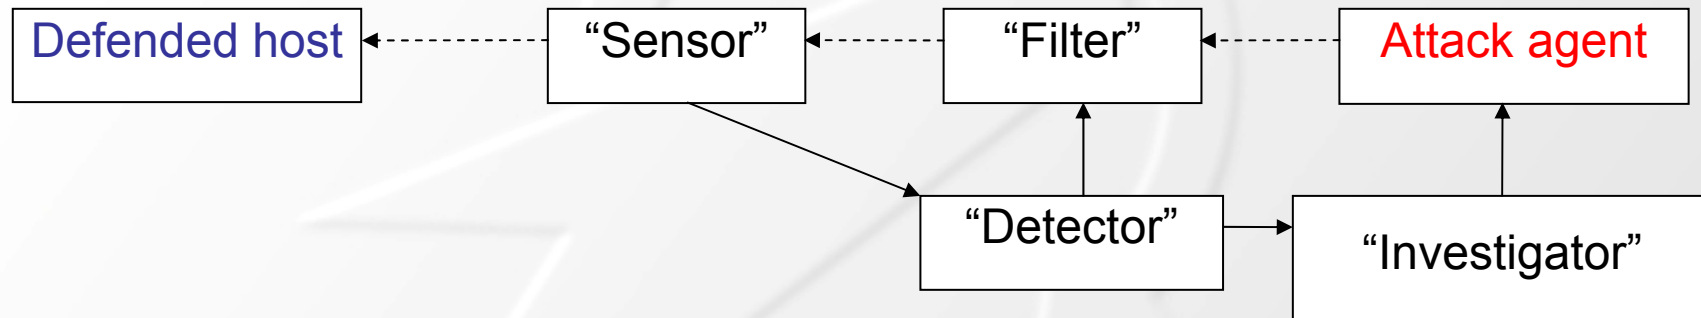 Defended host
“Sensor”
“Filter”
Attack agent
“Detector”
“Investigator”